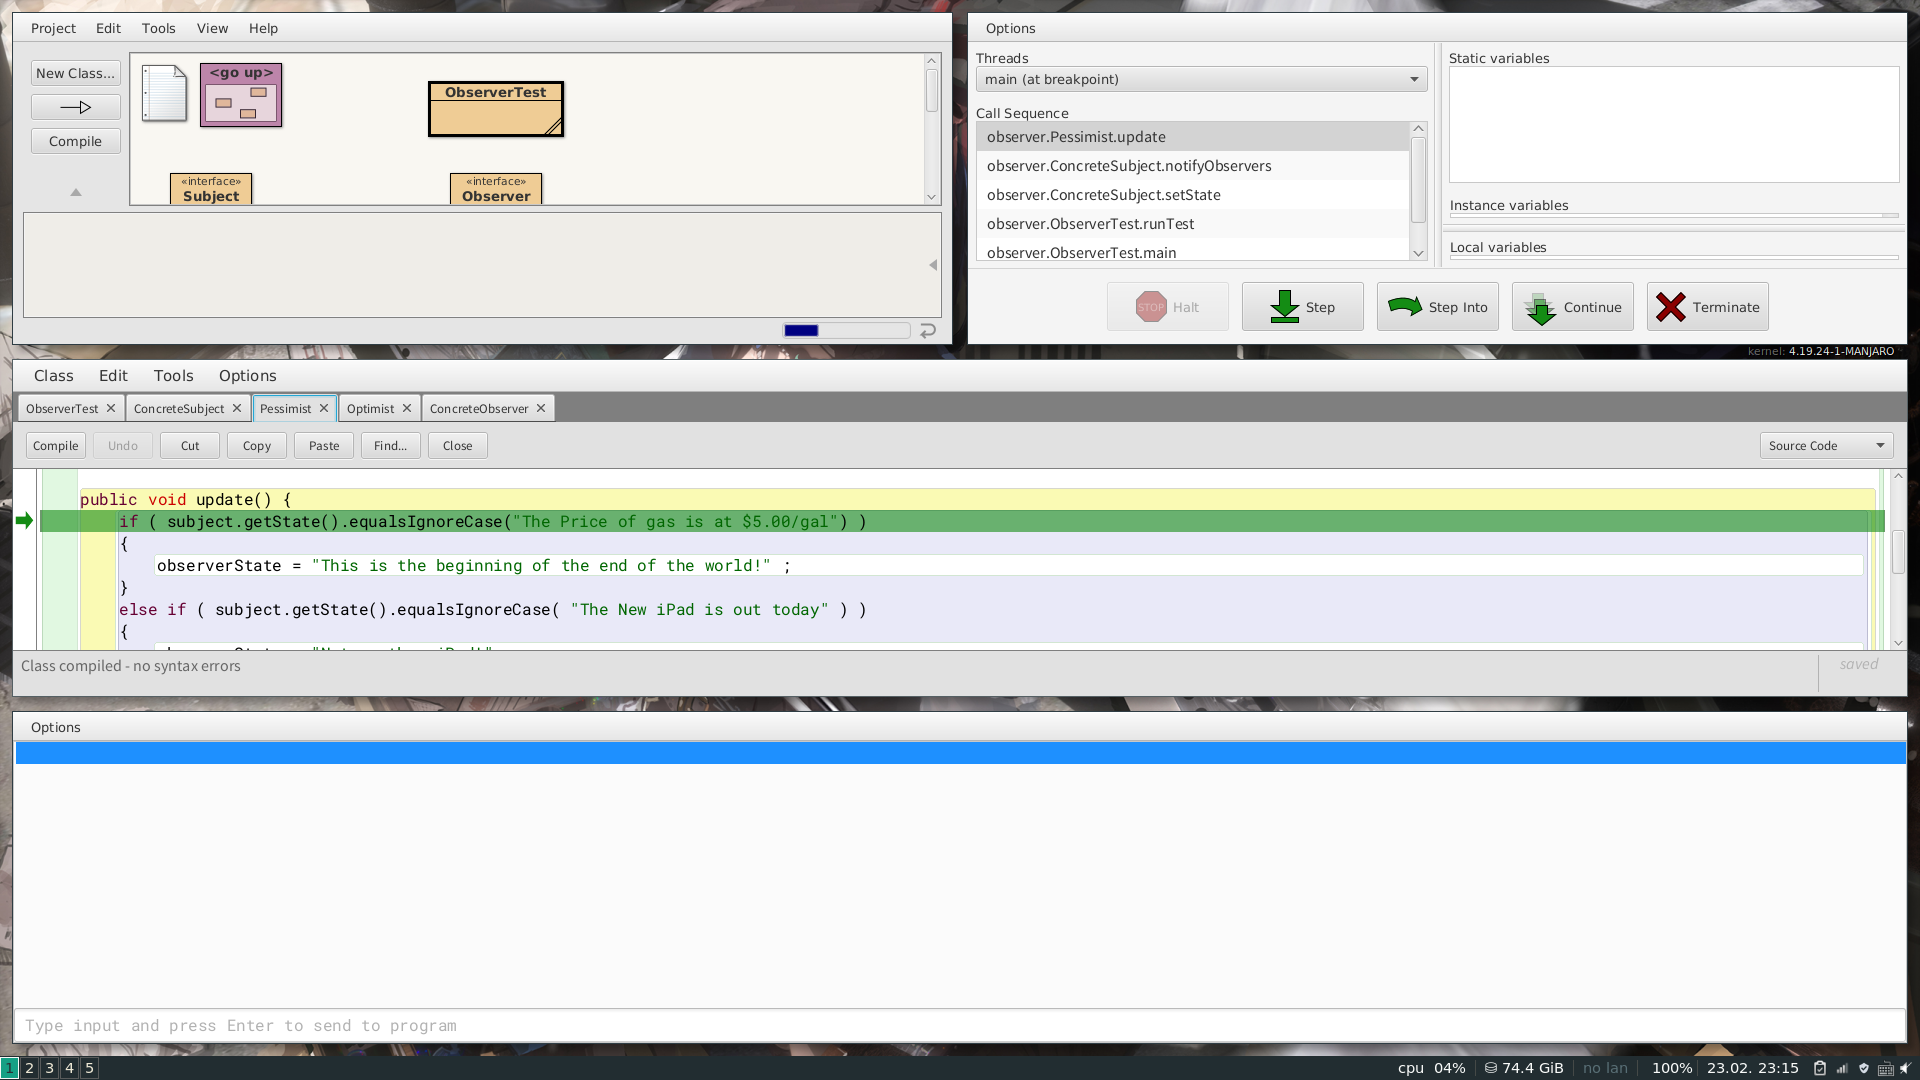 Project Edit Tools View Help
New Class...
Compile
<go up>
ObserverTest
«interface»
Subject
«interface»
Observer
Options
Threads
main (at breakpoint)
Call Sequence
observer.Pessimist.update
observer.ConcreteSubject.notifyObservers
observer.ConcreteSubject.setState
observer.ObserverTest.runTest
observer.ObserverTest.main
Static variables
Instance variables
Local variables
STOP Halt
Step
Step Into
Continue
Terminate
kernel: 4.19.24-1-MANJARO
Class Edit Tools Options
ObserverTest ConcreteSubject Pessimist Optimist ConcreteObserver
Compile Undo Cut Copy Paste Find... Close
Source Code
public void update() {
if ( subject.getState().equalsIgnoreCase("The Price of gas is at $5.00/gal") )
{
observerState = "This is the beginning of the end of the world!" ;
}
else if ( subject.getState().equalsIgnoreCase( "The New iPad is out today" ) )
{
Class compiled - no syntax errors
saved
Options
Type input and press Enter to send to program
1 2 3 4 5
cpu 04% 74.4 GiB no lan 100% 23.02. 23:15